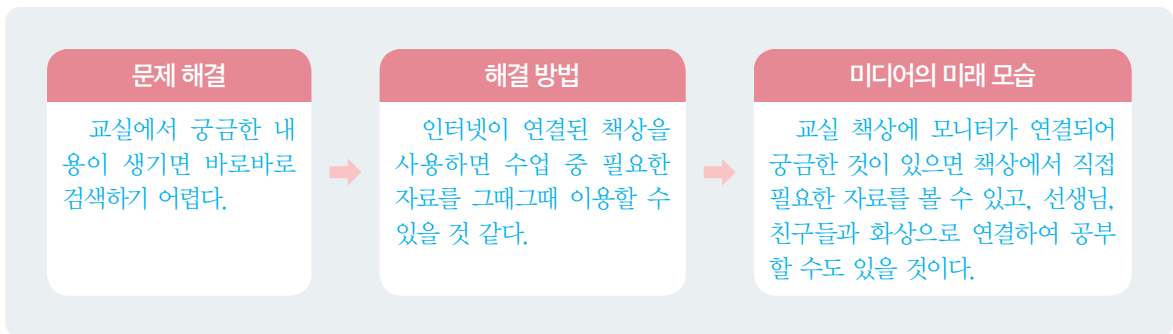 문제 해결
교실에서 궁금한 내
용이 생기면 바로바로
검색하기 어렵다.
해결 방법
인터넷이 연결된 책상을
사용하면 수업 중 필요한
자료를 그때그때 이용할 수
있을 것 같다.
미디어의 미래 모습
교실 책상에 모니터가 연결되어
궁금한 것이 있으면 책상에서 직접
필요한 자료를 볼 수 있고, 선생님,
친구들과 화상으로 연결하여 공부
할 수도 있을 것이다.